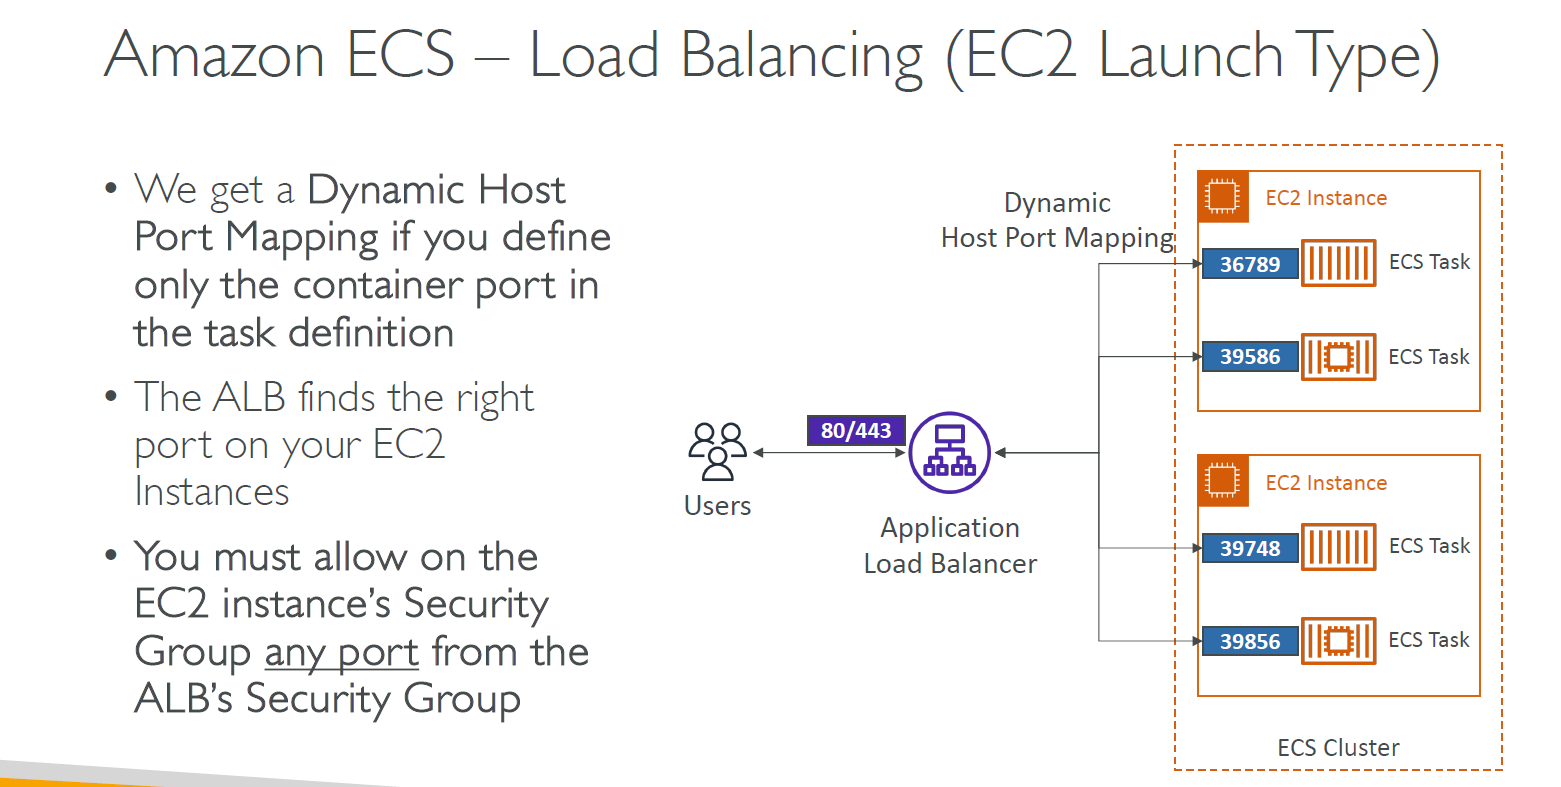 Amazon ECS – Load Balancing (EC2 Launch Type)
• We get a Dynamic Host
Port Mapping if you define
only the container port in
the task definition
• The ALB finds the right
port on your EC2
Instances
• You must allow on the
EC2 instance's Security
Group any port from the
ALB's Security Group
Dynamic
Host Port Mapping
80/443
Users
Application
Load Balancer
EC2 Instance
36789
ECS Task
39586
ECS Task
EC2 Instance
39748
ECS Task
39856
ECS Task
ECS Cluster